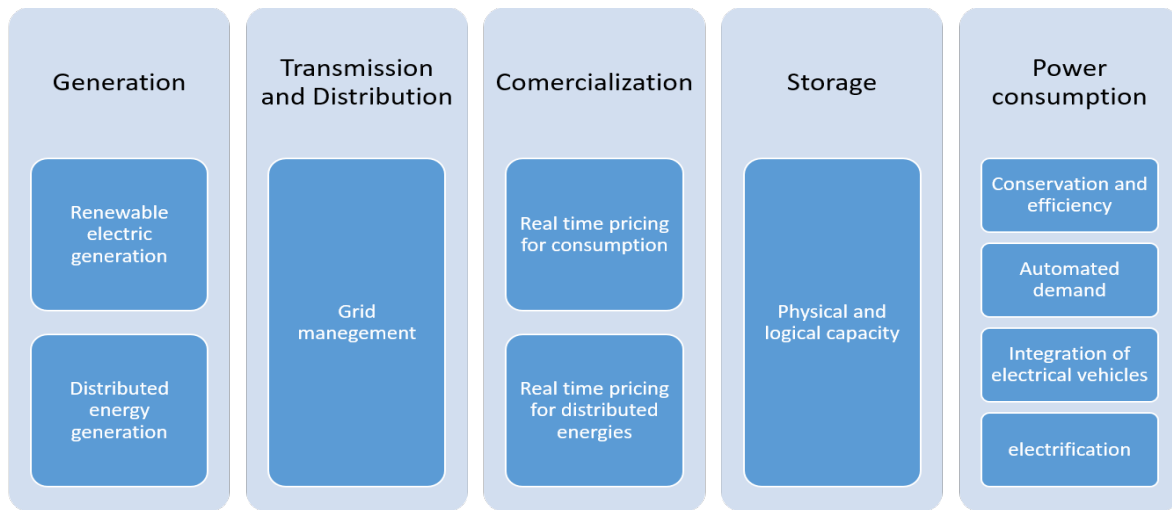 Generation
Renewable
electric
generation
Distributed
energy
generation
Transmission
and Distribution
Grid
manegement
Comercialization
Real time pricing
for consumption
Real time pricing
for distributed
energies
Storage
Physical and
logical capacity
Power
consumption
Conservation and
efficiency
Automated
demand
Integration of
electrical vehicles
electrification